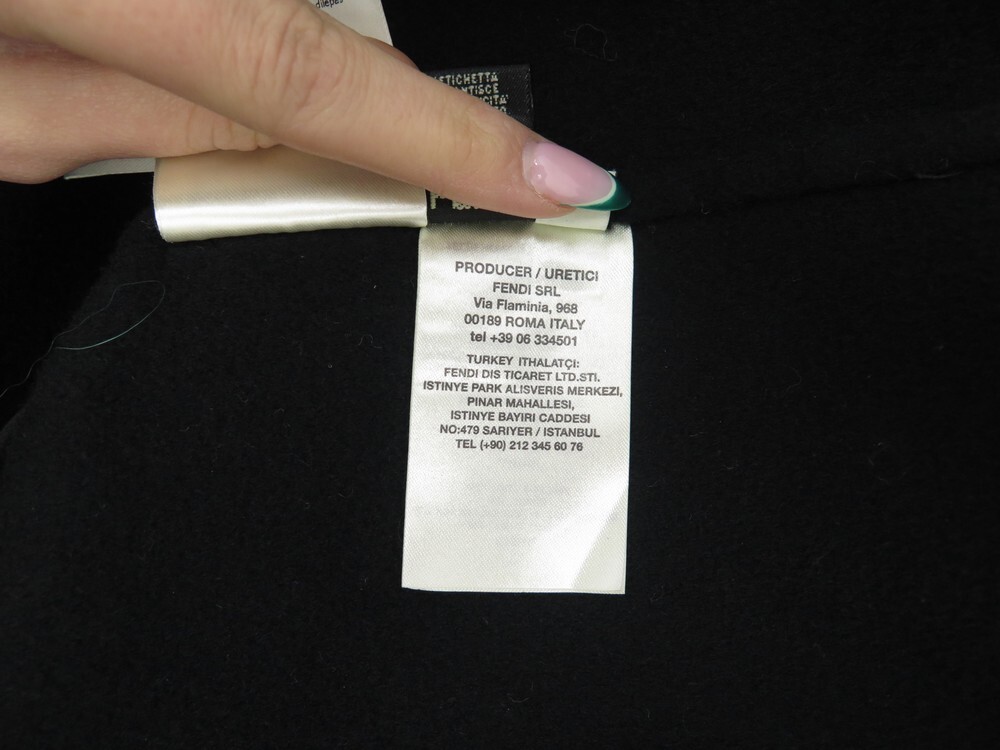 ETICHETTA
PRODUCER / URETICI
FENDI SRL
Via Flaminia, 968
00189 ROMA ITALY
tel +39 06 334501
TURKEY ITHALATÇI:
FENDI DIS TICARET LTD.STI.
ISTINYE PARK ALISVERIS MERKEZI,
PINAR MAHALLESI,
ISTINYE BAYIRI CADDESI
NO:479 SARIYER / ISTANBUL
TEL (+90) 212 345 60 76